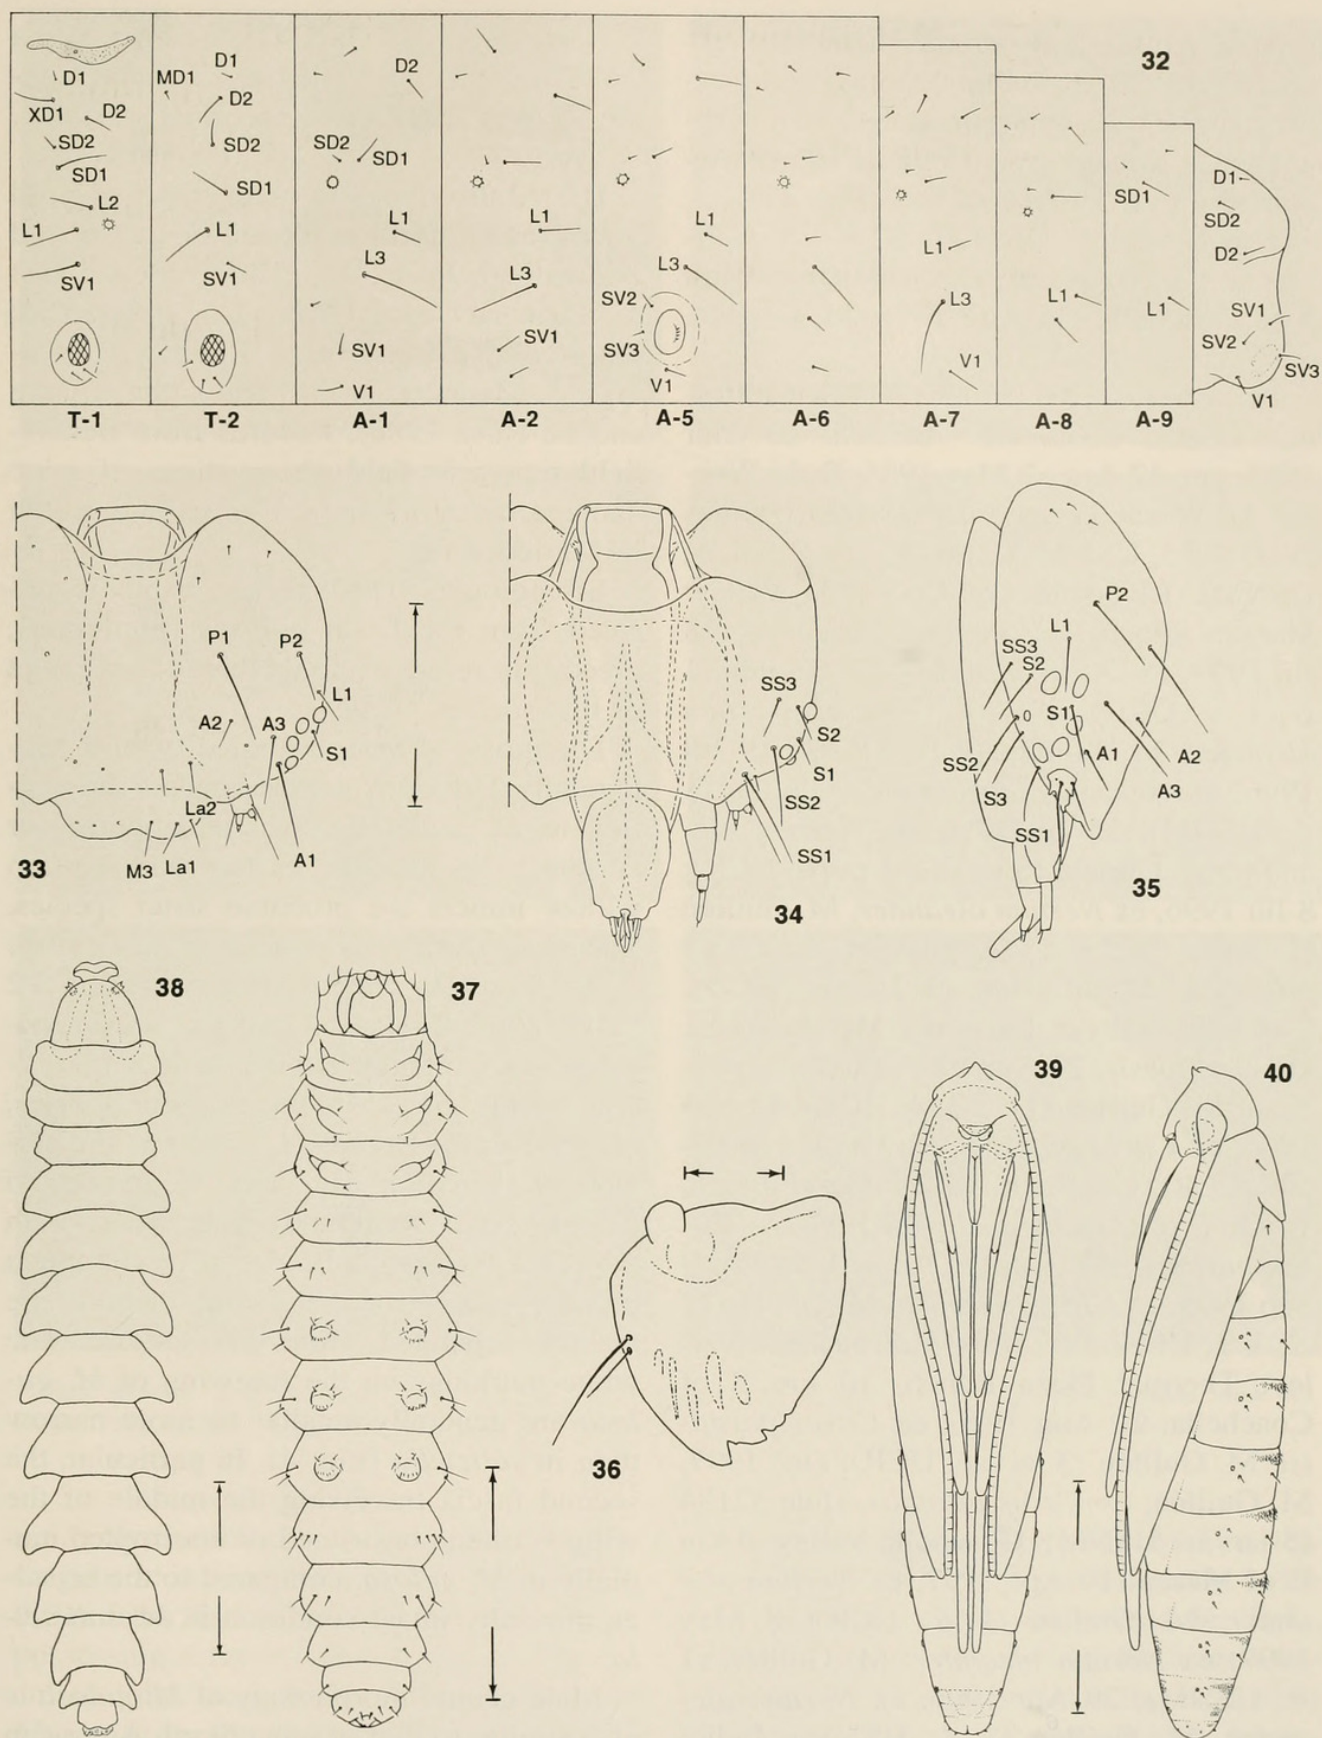 32
D1
XD1
D2
SD2
SD1
L2
L1
SV1
T-1
MD1
D1
D2
SD2
SD1
L1
SV1
T-2
D2
SD2
SD1
L1
L3
SV1
V1
A-1
L1
L3
SV1
A-2
L1
L3
SV2
SV3
V1
A-5
A-6
L1
L3
V1
A-7
L1
A-8
SD1
L1
A-9
D1
SD2
D2
SV1
SV2
SV3
V1
P1
P2
L1
A2
A3
S1
La2
A1
M3
La1
33
SS3
S2
S1
SS2
SS1
34
P2
L1
SS3
S2
S1
SS2
S3
A1
A2
A3
SS1
35
38
37
36
39
40